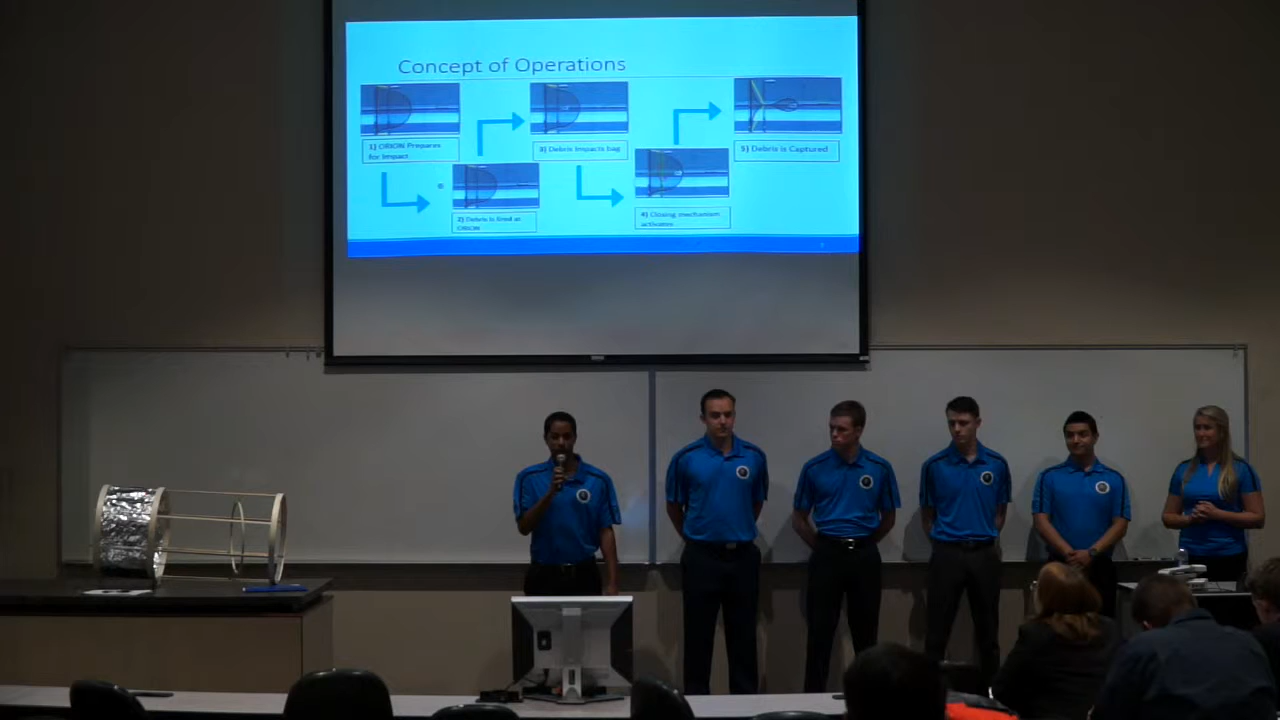 Concept of Operations
1) ORION Prepares
for Impact
2) Debris is fired at
ORION
3) Debris Impacts bag
4) Closing mechanism
activates
5) Debris is Captured
7